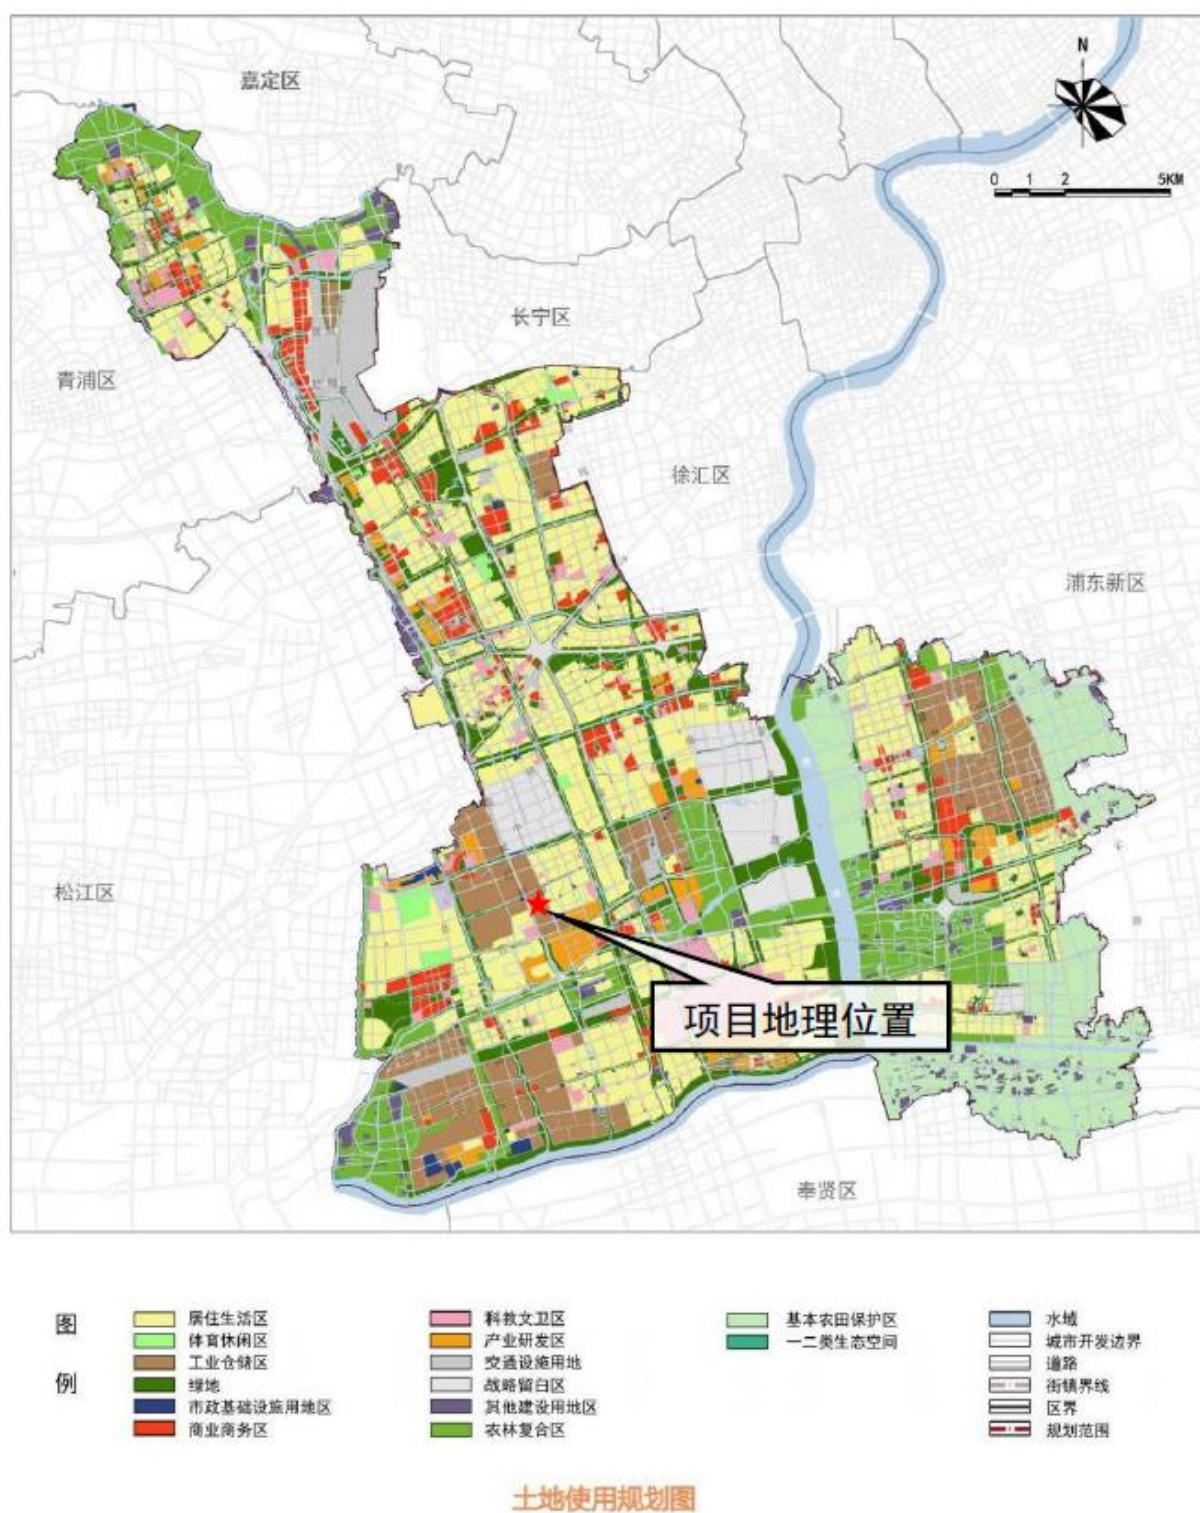 嘉定区
N
0 1 2 5KM
长宁区
青浦区
徐汇区
浦东新区
松江区
项目地理位置
奉贤区
图例
居住生活区
体育休闲区
工业仓储区
绿地
市政基础设施用地区
商业商务区
科教文卫区
产业研发区
交通设施用地
战略留白区
其他建设用地区
农林复合区
基本农田保护区
一二类生态空间
水域
城市开发边界
道路
街镇界线
区界
规划范围
土地使用规划图